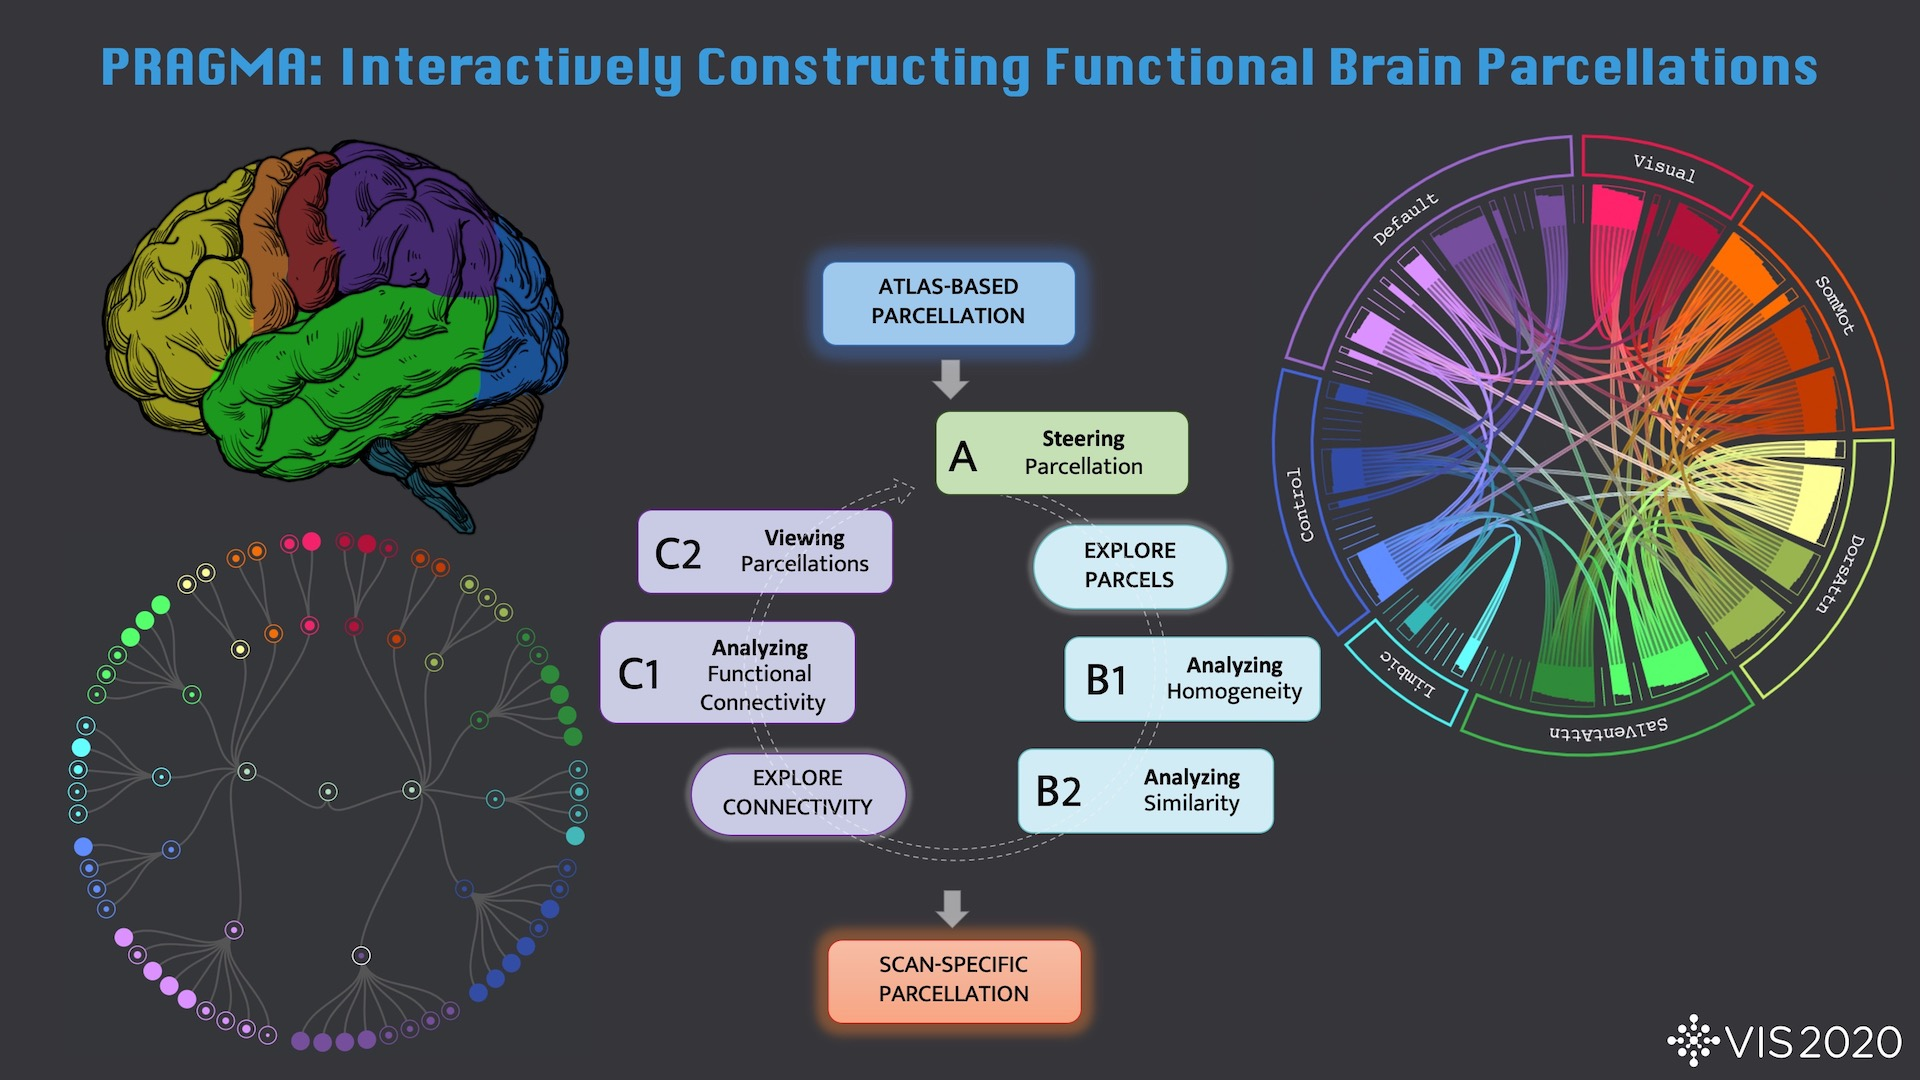 PRAGMA: Interactively Constructing Functional Brain Parcellations
ATLAS-BASED
PARCELLATION
A
Steering
Parcellation
EXPLORE
PARCELS
B1
Analyzing
Homogeneity
B2
Analyzing
Similarity
EXPLORE
CONNECTIVITY
C1
Analyzing
Functional
Connectivity
C2
Viewing
Parcellations
SCAN-SPECIFIC
PARCELLATION
Default
Visual
SomMot
DorsAttn
SalVentAttn
Limbic
Control
VIS2020